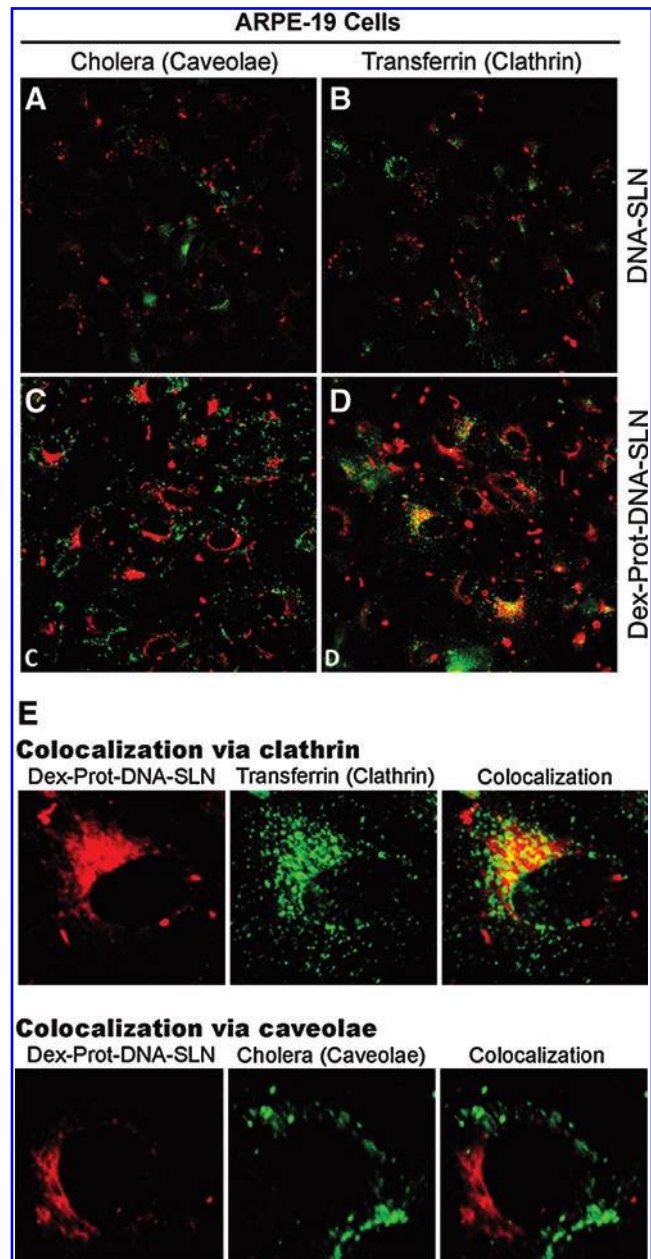 ARPE-19 Cells
Cholera (Caveolae) Transferrin (Clathrin)
A B
DNA-SLN
C D
Dex-Prot-DNA-SLN
C D
E
Colocalization via clathrin
Dex-Prot-DNA-SLN Transferrin (Clathrin) Colocalization
Colocalization via caveolae
Dex-Prot-DNA-SLN Cholera (Caveolae) Colocalization